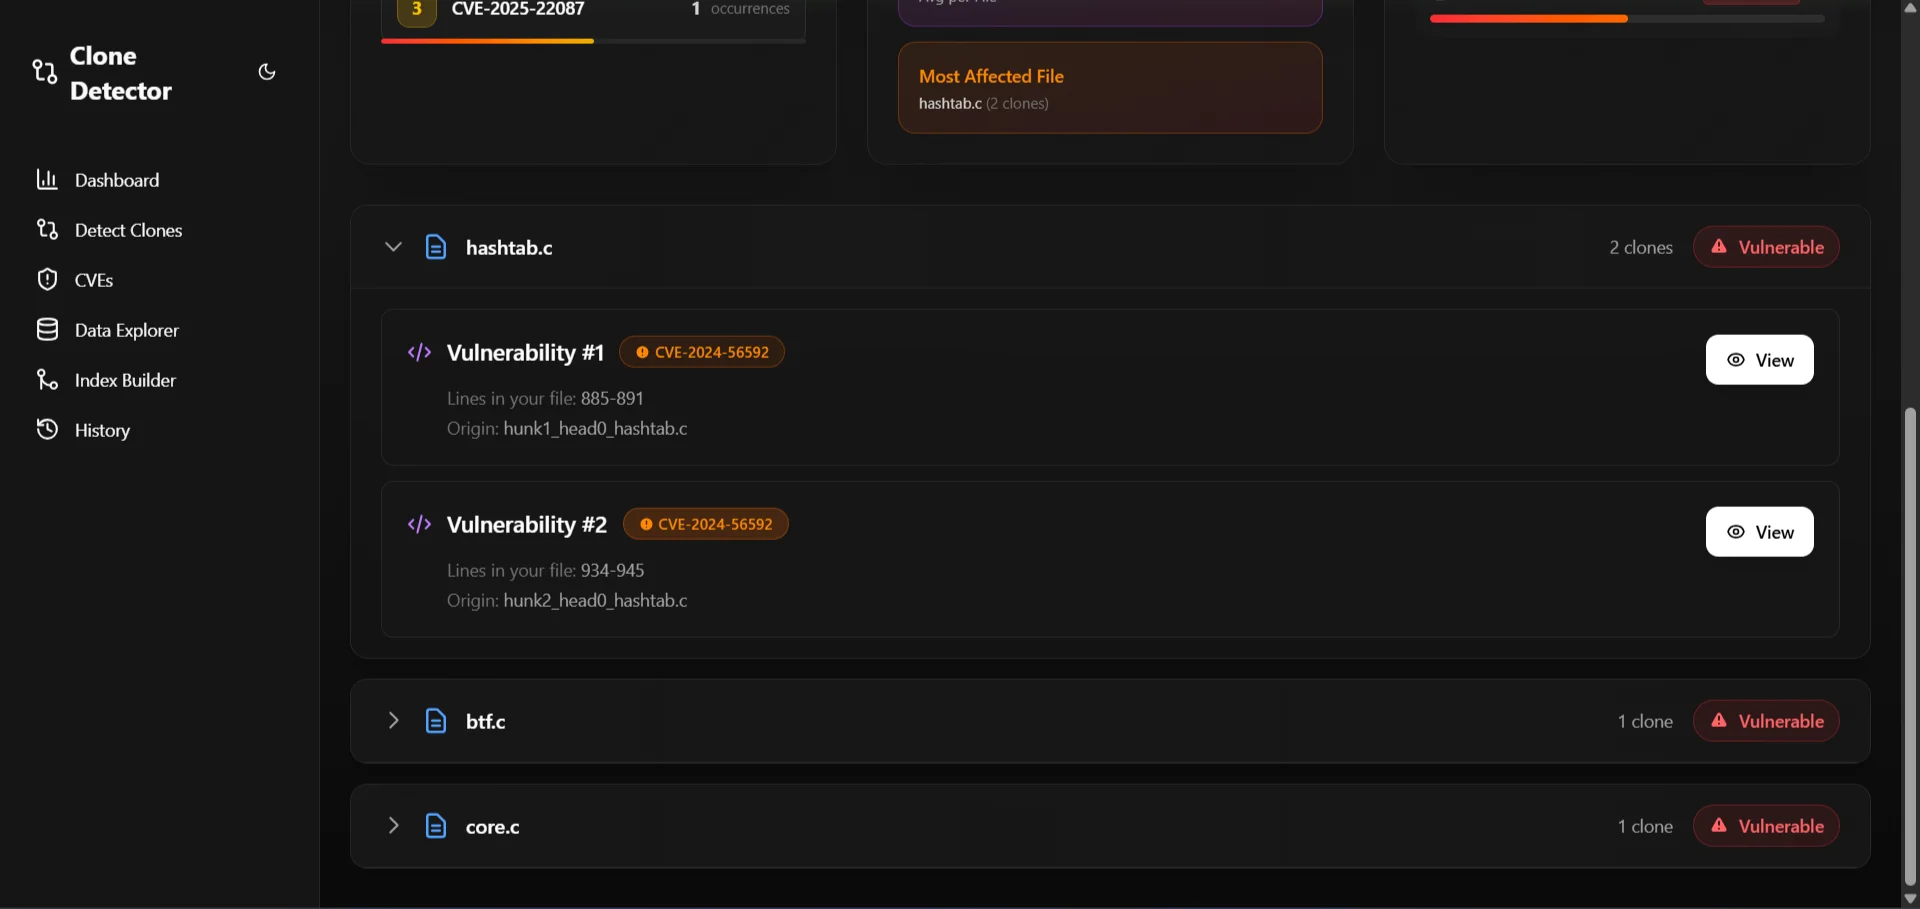 Clone
Detector
Dashboard
Detect Clones
CVEs
Data Explorer
Index Builder
History
3 CVE-2025-22087 1 occurrences
Most Affected File
hashtab.c (2 clones)
hashtab.c 2 clones Vulnerable
Vulnerability #1 CVE-2024-56592 View
Lines in your file: 885-891
Origin: hunk1_head0_hashtab.c
Vulnerability #2 CVE-2024-56592 View
Lines in your file: 934-945
Origin: hunk2_head0_hashtab.c
btf.c 1 clone Vulnerable
core.c 1 clone Vulnerable